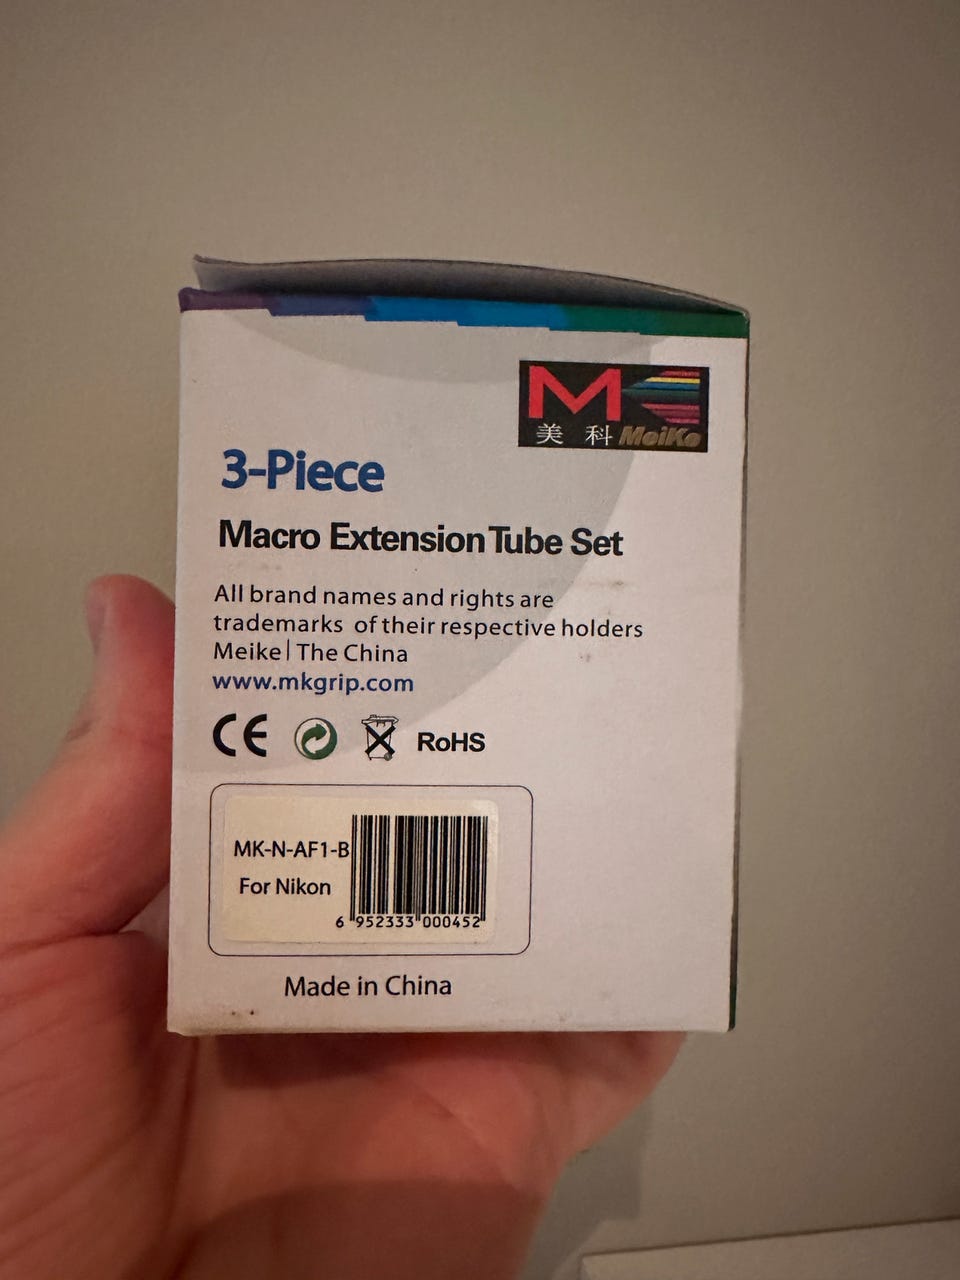 M
美科 MeiKe
3-Piece
Macro Extension Tube Set
All brand names and rights are
trademarks of their respective holders
Meike| The China
www.mkgrip.com
CE RoHS
MK-N-AF1-B
For Nikon
6 952333 000452
Made in China